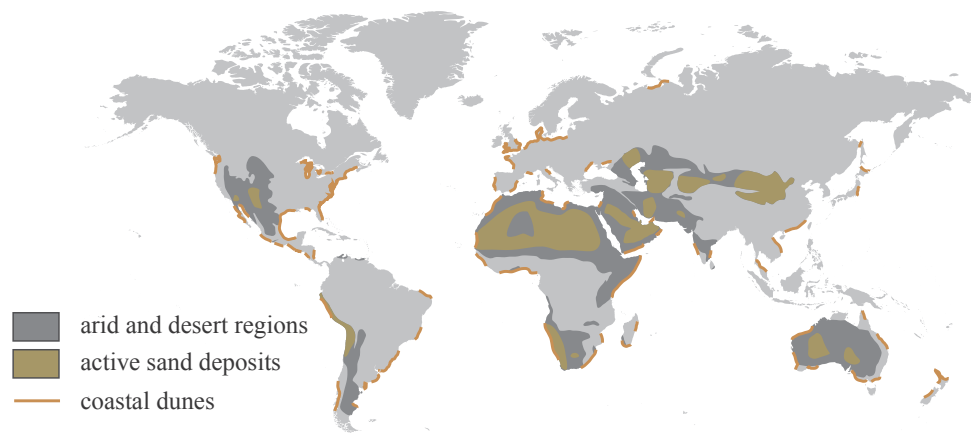 arid and desert regions
active sand deposits
coastal dunes